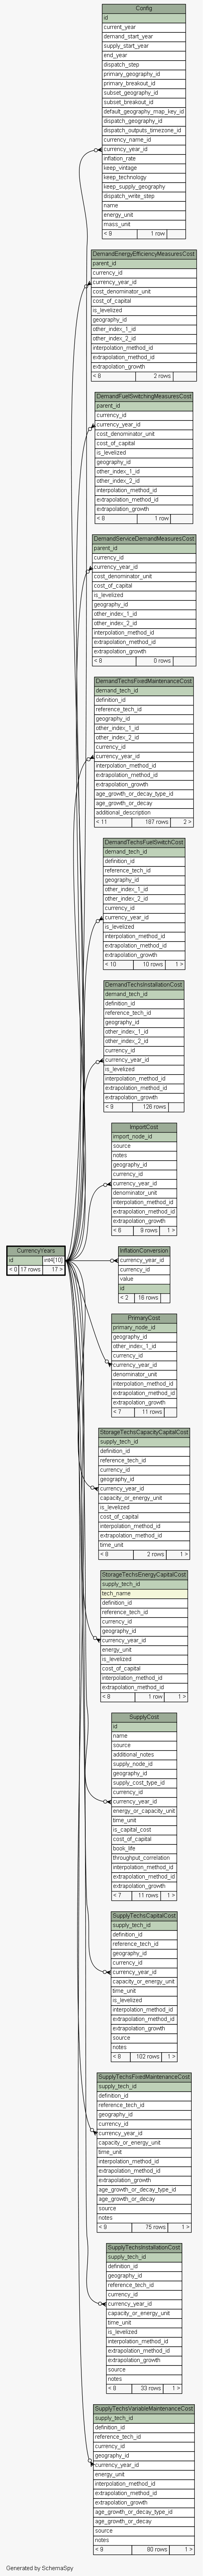 Config
id
current_year
demand_start_year
supply_start_year
end_year
dispatch_step
primary_geography_id
primary_breakout_id
subset_geography_id
subset_breakout_id
default_geography_map_key_id
dispatch_geography_id
dispatch_outputs_timezone_id
currency_name_id
currency_year_id
inflation_rate
keep_vintage
keep_technology
keep_supply_geography
dispatch_write_step
name
energy_unit
mass_unit
< 9 1 row
DemandEnergyEfficiencyMeasuresCost
parent_id
currency_id
currency_year_id
cost_denominator_unit
cost_of_capital
is_levelized
geography_id
other_index_1_id
other_index_2_id
interpolation_method_id
extrapolation_method_id
extrapolation_growth
< 8 2 rows
DemandFuelSwitchingMeasuresCost
parent_id
currency_id
currency_year_id
cost_denominator_unit
cost_of_capital
is_levelized
geography_id
other_index_1_id
other_index_2_id
interpolation_method_id
extrapolation_method_id
extrapolation_growth
< 8 1 row
DemandServiceDemandMeasuresCost
parent_id
currency_id
currency_year_id
cost_denominator_unit
cost_of_capital
is_levelized
geography_id
other_index_1_id
other_index_2_id
interpolation_method_id
extrapolation_method_id
extrapolation_growth
< 8 0 rows
DemandTechsFixedMaintenanceCost
demand_tech_id
definition_id
reference_tech_id
geography_id
other_index_1_id
other_index_2_id
currency_id
currency_year_id
interpolation_method_id
extrapolation_method_id
extrapolation_growth
age_growth_or_decay_type_id
age_growth_or_decay
additional_description
< 11 187 rows 2 >
DemandTechsFuelSwitchCost
demand_tech_id
definition_id
reference_tech_id
geography_id
other_index_1_id
other_index_2_id
currency_id
currency_year_id
is_levelized
interpolation_method_id
extrapolation_method_id
extrapolation_growth
< 10 10 rows 1 >
DemandTechsInstallationCost
demand_tech_id
definition_id
reference_tech_id
geography_id
other_index_1_id
other_index_2_id
currency_id
currency_year_id
is_levelized
interpolation_method_id
extrapolation_method_id
extrapolation_growth
< 9 126 rows
ImportCost
import_node_id
source
notes
geography_id
currency_id
currency_year_id
denominator_unit
interpolation_method_id
extrapolation_method_id
extrapolation_growth
< 6 9 rows 1 >
CurrencyYears
id int4[10]
< 0 17 rows 17 >
InflationConversion
currency_year_id
currency_id
value
id
< 2 16 rows
PrimaryCost
primary_node_id
geography_id
other_index_1_id
currency_id
currency_year_id
denominator_unit
interpolation_method_id
extrapolation_method_id
extrapolation_growth
< 7 11 rows
StorageTechsCapacityCapitalCost
supply_tech_id
definition_id
reference_tech_id
currency_id
geography_id
currency_year_id
capacity_or_energy_unit
is_levelized
cost_of_capital
interpolation_method_id
extrapolation_method_id
time_unit
< 8 2 rows 1 >
StorageTechsEnergyCapitalCost
supply_tech_id
tech_name
definition_id
reference_tech_id
currency_id
geography_id
currency_year_id
energy_unit
is_levelized
cost_of_capital
interpolation_method_id
extrapolation_method_id
< 8 1 row 1 >
SupplyCost
id
name
source
additional_notes
supply_node_id
geography_id
supply_cost_type_id
currency_id
currency_year_id
energy_or_capacity_unit
time_unit
is_capital_cost
cost_of_capital
book_life
throughput_correlation
interpolation_method_id
extrapolation_method_id
extrapolation_growth
< 7 11 rows 1 >
SupplyTechsCapitalCost
supply_tech_id
definition_id
reference_tech_id
geography_id
currency_id
currency_year_id
capacity_or_energy_unit
time_unit
is_levelized
interpolation_method_id
extrapolation_method_id
extrapolation_growth
source
notes
< 8 102 rows 1 >
SupplyTechsFixedMaintenanceCost
supply_tech_id
definition_id
reference_tech_id
geography_id
currency_id
currency_year_id
capacity_or_energy_unit
time_unit
interpolation_method_id
extrapolation_method_id
extrapolation_growth
age_growth_or_decay_type_id
age_growth_or_decay
source
notes
< 9 75 rows 1 >
SupplyTechsInstallationCost
supply_tech_id
definition_id
geography_id
reference_tech_id
currency_id
currency_year_id
capacity_or_energy_unit
time_unit
is_levelized
interpolation_method_id
extrapolation_method_id
extrapolation_growth
source
notes
< 8 33 rows 1 >
SupplyTechsVariableMaintenanceCost
supply_tech_id
definition_id
reference_tech_id
currency_id
geography_id
currency_year_id
energy_unit
interpolation_method_id
extrapolation_method_id
extrapolation_growth
age_growth_or_decay_type_id
age_growth_or_decay
source
notes
< 9 80 rows 1 >
Generated by SchemaSpy